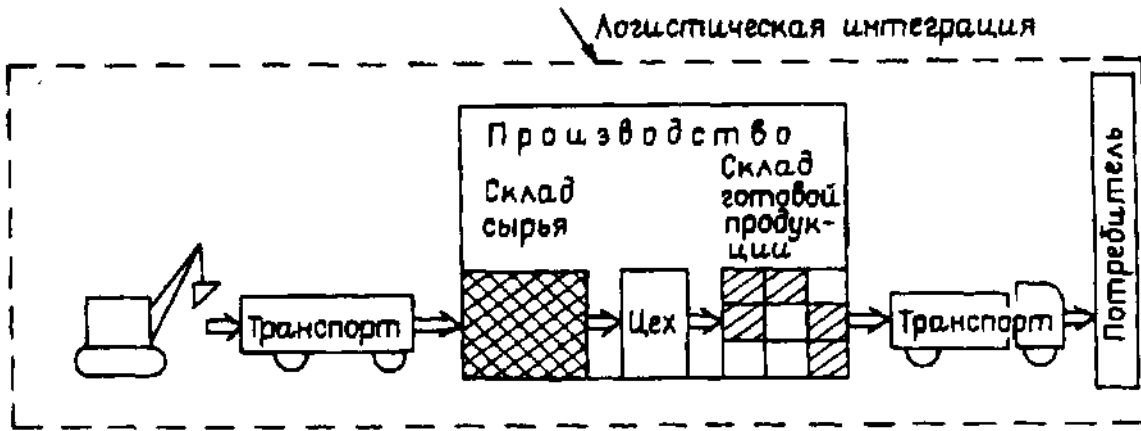 Логистическая интеграция
Производство
Склад
сырья
Склад
готовой
продук-
ции
Транспорт
Цех
Транспорт
Потребитель